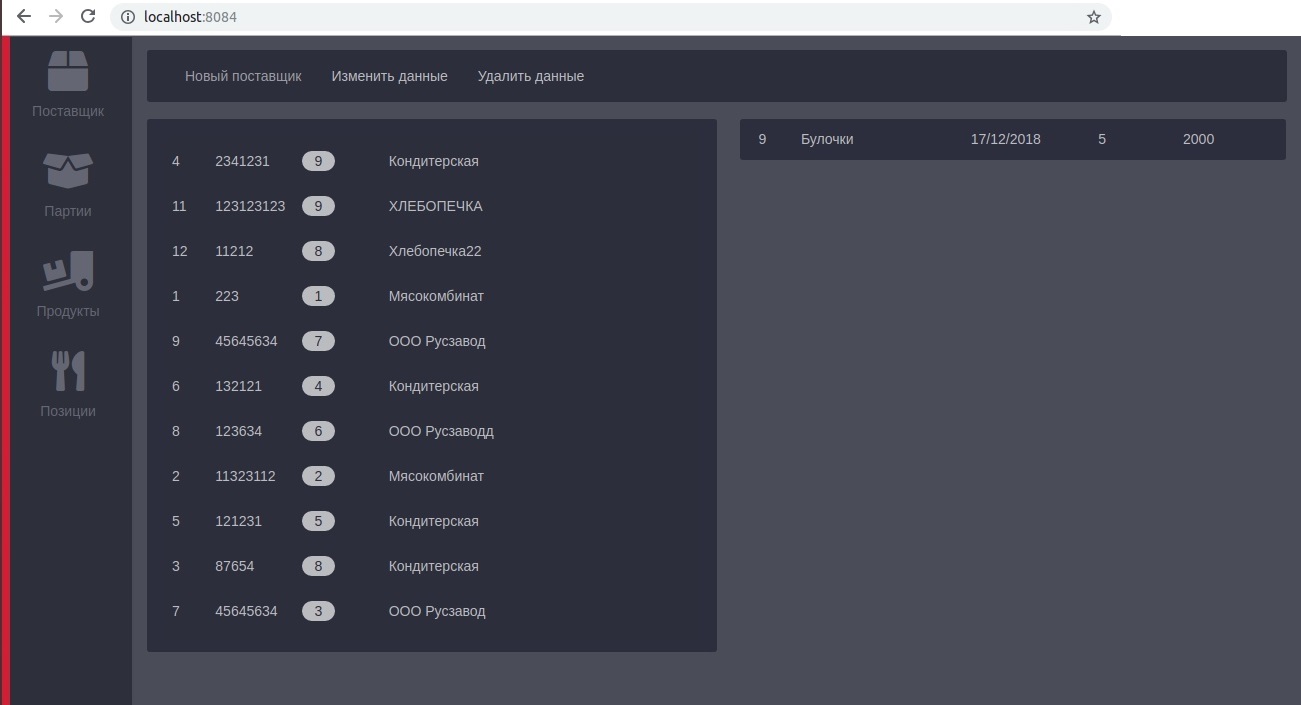 localhost:8084
Поставщик
Партии
Продукты
Позиции
Новый поставщик Изменить данные Удалить данные
4 2341231 9 Кондитерская
11 123123123 9 ХЛЕБОПЕЧКА
12 11212 8 Хлебопечка22
1 223 1 Мясокомбинат
9 45645634 7 ООО Русзавод
6 132121 4 Кондитерская
8 123634 6 ООО Русзаводд
2 11323112 2 Мясокомбинат
5 121231 5 Кондитерская
3 87654 8 Кондитерская
7 45645634 3 ООО Русзавод
9 Булочки 17/12/2018 5 2000